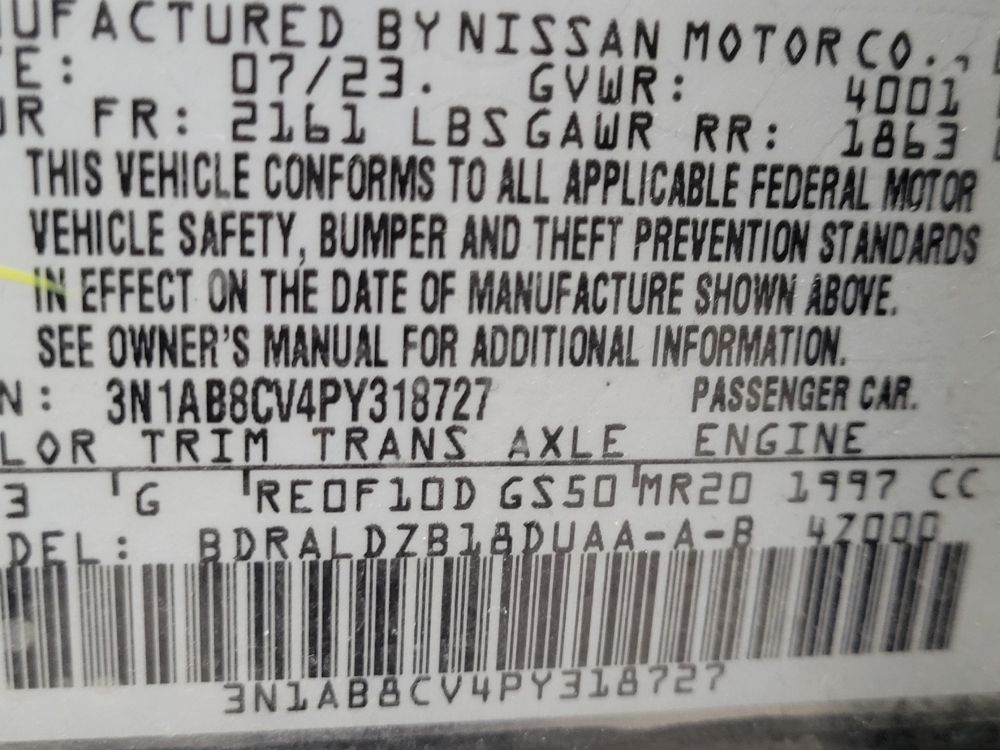 UFACTURED BY NISSAN MOTOR CO.,
E: 07/23. GVWR: 4001
R FR: 2161 LBS GAWR RR: 1863
THIS VEHICLE CONFORMS TO ALL APPLICABLE FEDERAL MOTOR
VEHICLE SAFETY, BUMPER AND THEFT PREVENTION STANDARDS
IN EFFECT ON THE DATE OF MANUFACTURE SHOWN ABOVE.
SEE OWNER'S MANUAL FOR ADDITIONAL INFORMATION.
N: 3N1AB8CV4PY318727 PASSENGER CAR.
LOR TRIM TRANS AXLE ENGINE
3 G RE0F10D GS50 MR20 1997 CC
DEL: BDRALDZB18DUAA-A-B 4Z000
3N1AB8CV4PY318727